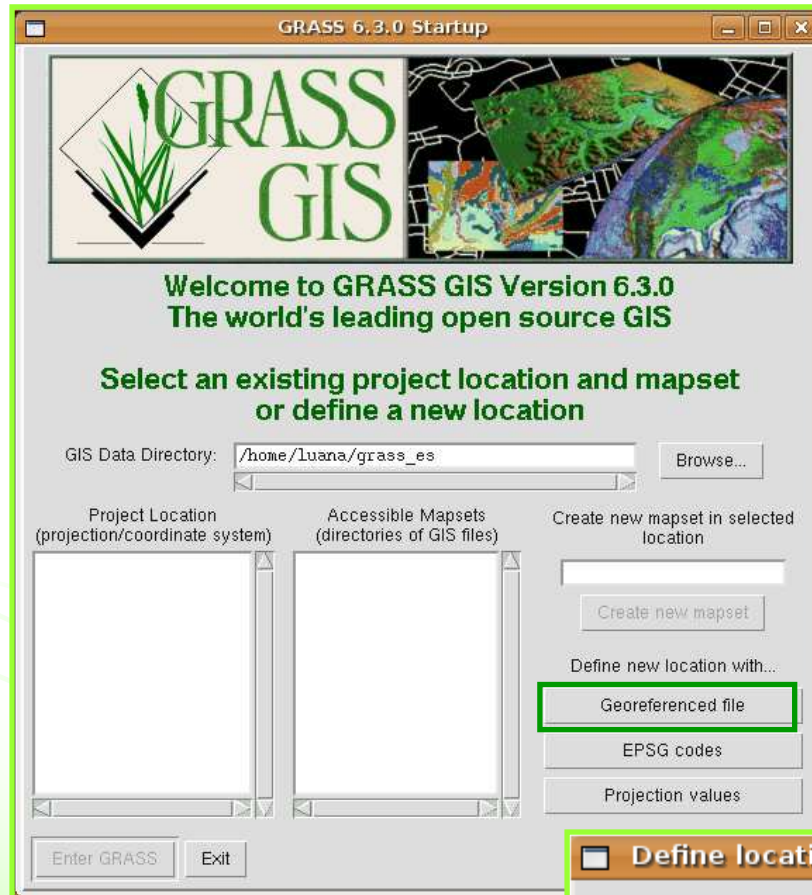 GRASS 6.3.0 Startup
GRASS
GIS
Welcome to GRASS GIS Version 6.3.0
The world's leading open source GIS
Select an existing project location and mapset
or define a new location
GIS Data Directory:
/home/luana/grass_es
Browse...
Project Location
(projection/coordinate system)
Accessible Mapsets
(directories of GIS files)
Create new mapset in selected
location
Create new mapset
Define new location with...
Georeferenced file
EPSG codes
Projection values
Enter GRASS
Exit
Define locati